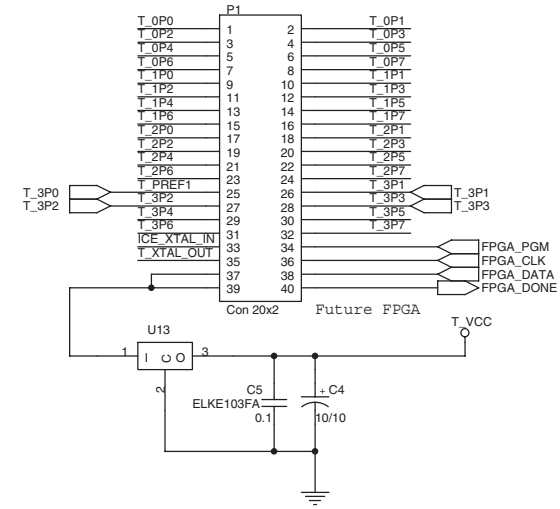 P1
T_0P0 1 2 T_0P1
T_0P2 3 4 T_0P3
T_0P4 5 6 T_0P5
T_0P6 7 8 T_0P7
T_1P0 9 10 T_1P1
T_1P2 11 12 T_1P3
T_1P4 13 14 T_1P5
T_1P6 15 16 T_1P7
T_2P0 17 18 T_2P1
T_2P2 19 20 T_2P3
T_2P4 21 22 T_2P5
T_2P6 23 24 T_2P7
T_3P0 T_PREF1 25 26 T_3P1 T_3P1
T_3P2 T_3P2 27 28 T_3P3 T_3P3
T_3P4 29 30 T_3P5
T_3P6 31 32 T_3P7
ICE_XTAL_IN 33 34 FPGA_PGM
T_XTAL_OUT 35 36 FPGA_CLK
37 38 FPGA_DATA
39 40 FPGA_DONE
Con 20x2 Future FPGA
U13
T_VCC
1 I C O 3
2
C5
ELKE103FA
0.1
+ C4
10/10